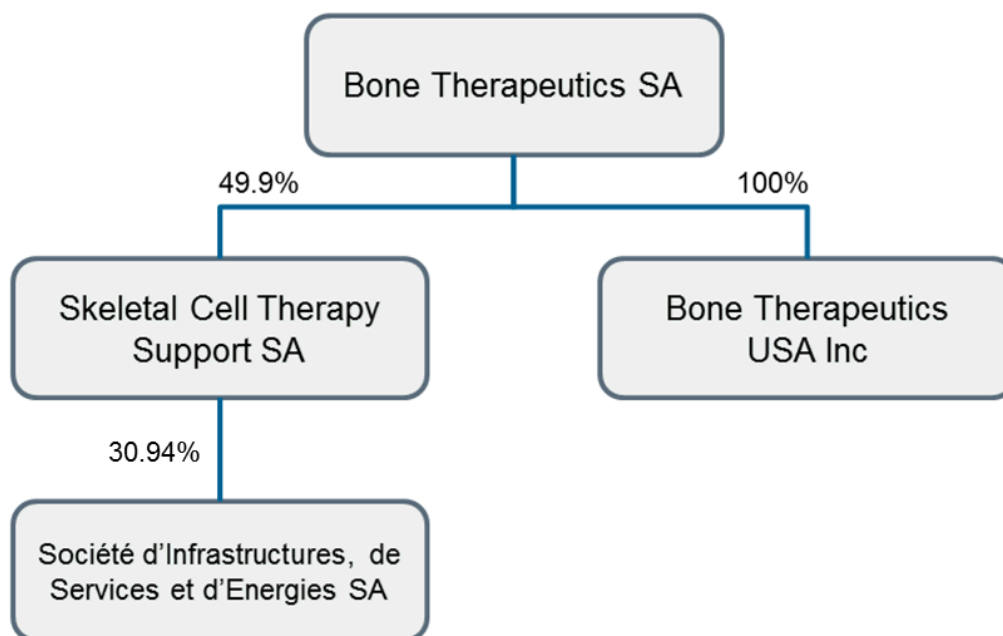 Bone Therapeutics SA
49.9%
100%
Skeletal Cell Therapy
Support SA
Bone Therapeutics
USA Inc
30.94%
Société d’Infrastructures, de
Services et d’Energies SA